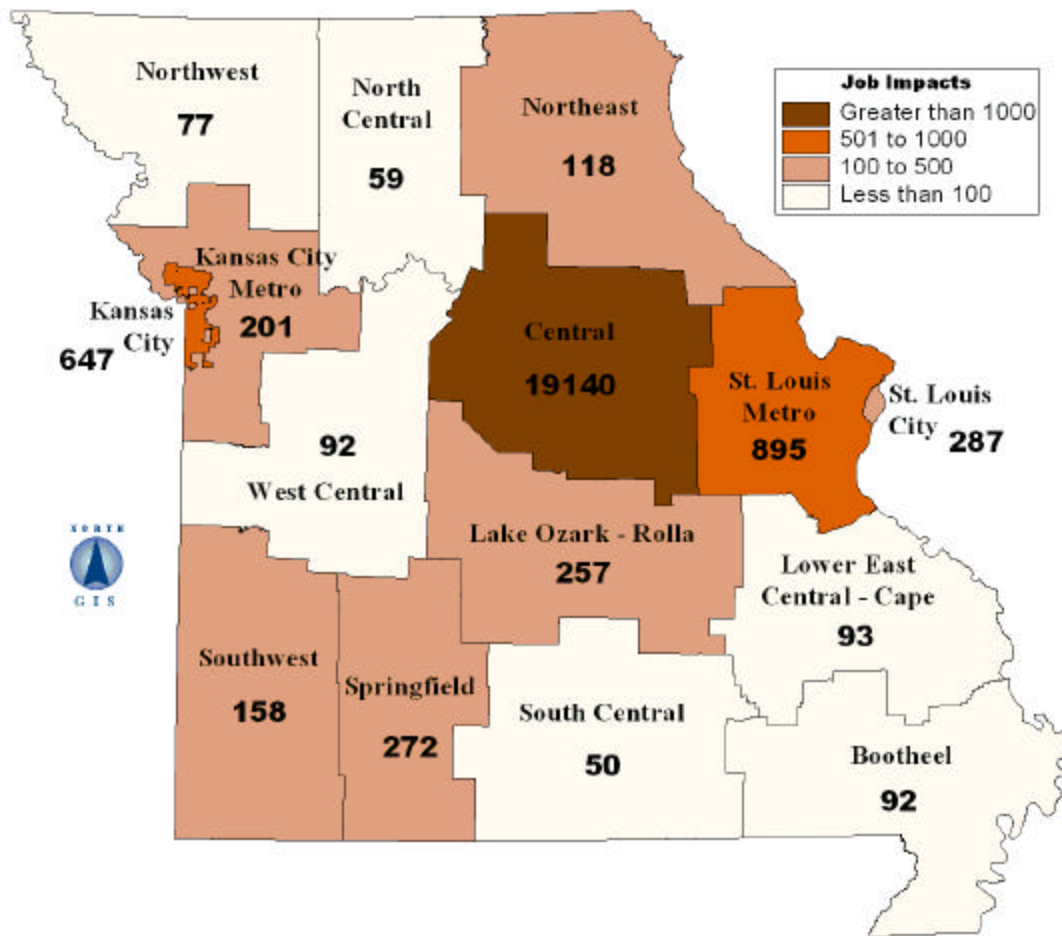 Northwest
77
North
Central
59
Northeast
118
Job Impacts
Greater than 1000
501 to 1000
100 to 500
Less than 100
Kansas City
Metro
201
Kansas
City
647
Central
19140
St. Louis
Metro
895
St. Louis
City
287
92
West Central
NORTH
GIS
Lake Ozark - Rolla
257
Lower East
Central - Cape
93
Southwest
158
Springfield
272
South Central
50
Bootheel
92